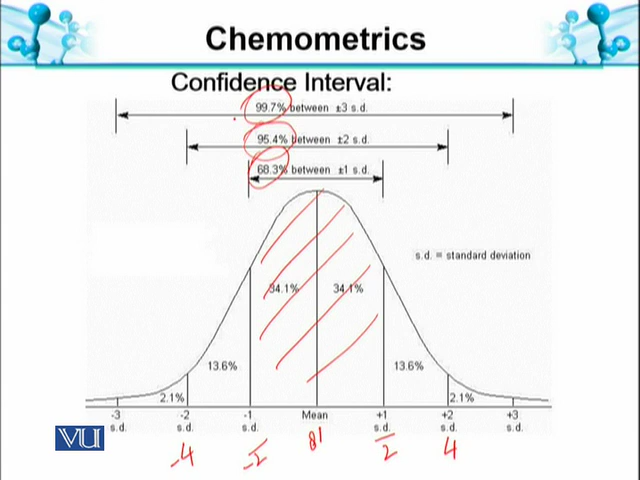 Chemometrics
Confidence Interval:
99.7% between ±3 s.d.
95.4% between ±2 s.d.
68.3% between ±1 s.d.
s.d. = standard deviation
34.1% 34.1%
13.6% 13.6%
2.1% 2.1%
-3 -2 -1 Mean +1 +2 +3
s.d. s.d. s.d. s.d. s.d. s.d.
VU
-4 -2 81 2 4